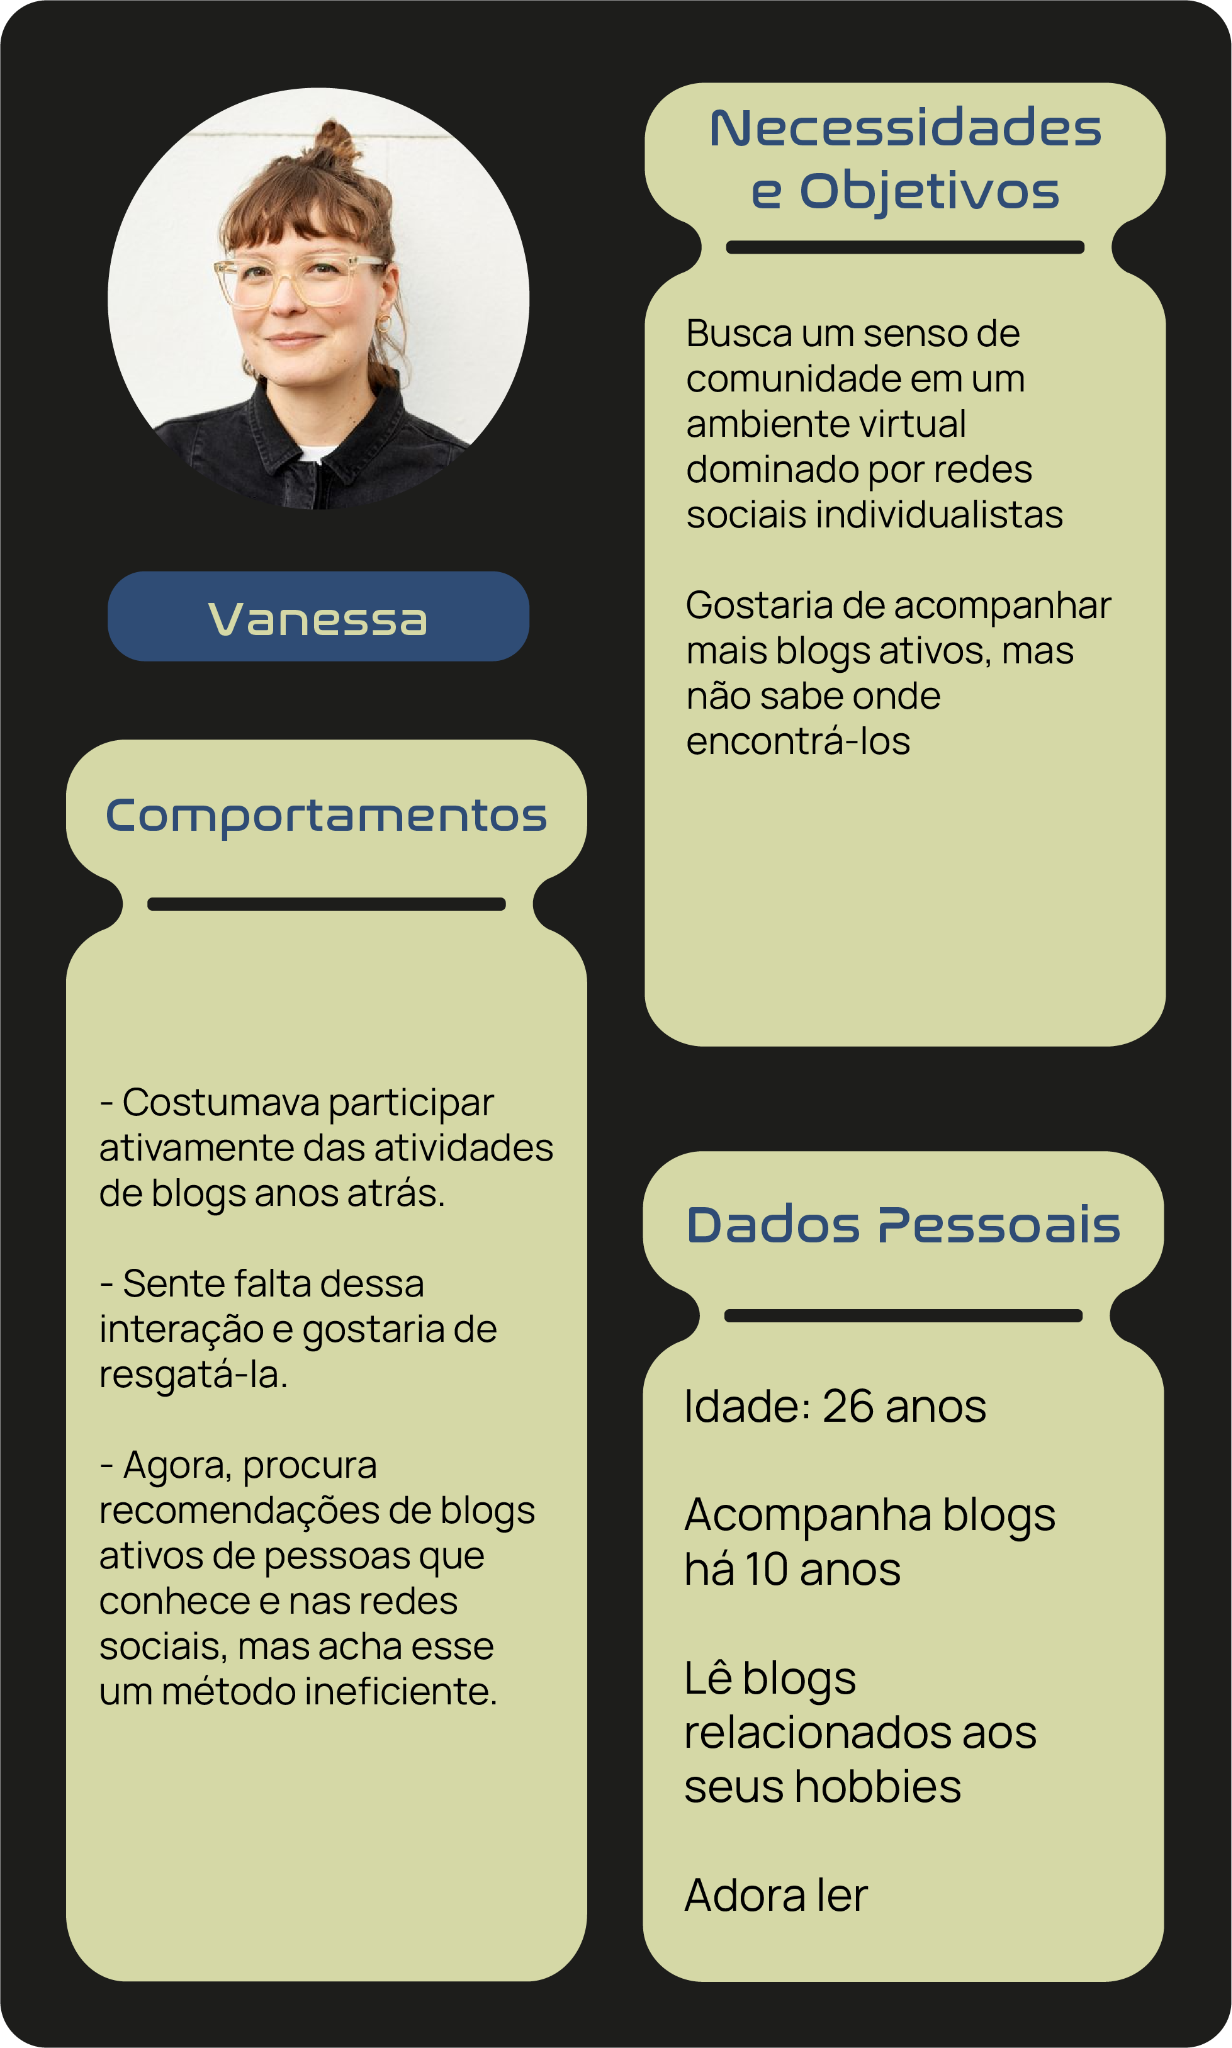 Vanessa
Necessidades
e Objetivos
Busca um senso de
comunidade em um
ambiente virtual
dominado por redes
sociais individualistas
Gostaria de acompanhar
mais blogs ativos, mas
não sabe onde
encontrá-los
Comportamentos
- Costumava participar
ativamente das atividades
de blogs anos atrás.
- Sente falta dessa
interação e gostaria de
resgatá-la.
- Agora, procura
recomendações de blogs
ativos de pessoas que
conhece e nas redes
sociais, mas acha esse
um método ineficiente.
Dados Pessoais
Idade: 26 anos
Acompanha blogs
há 10 anos
Lê blogs
relacionados aos
seus hobbies
Adora ler